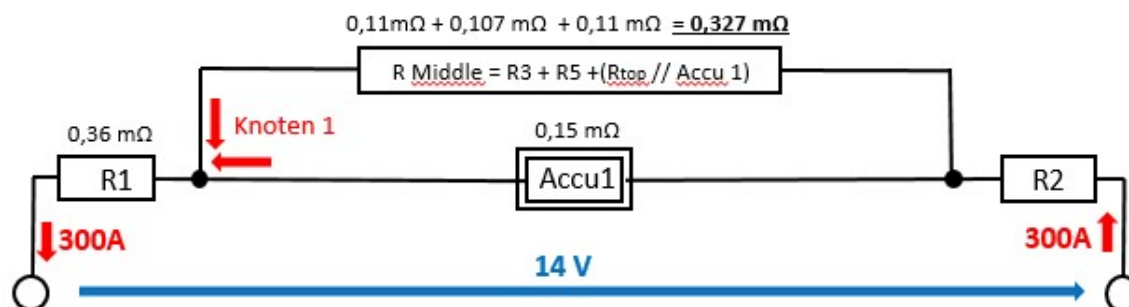 0,11mΩ + 0,107 mΩ + 0,11 mΩ = 0,327 mΩ
R Middle = R3 + R5 +(Rtop // Accu 1)
Knoten 1
0,36 mΩ
0,15 mΩ
R1
Accu1
R2
300A
300A
14 V